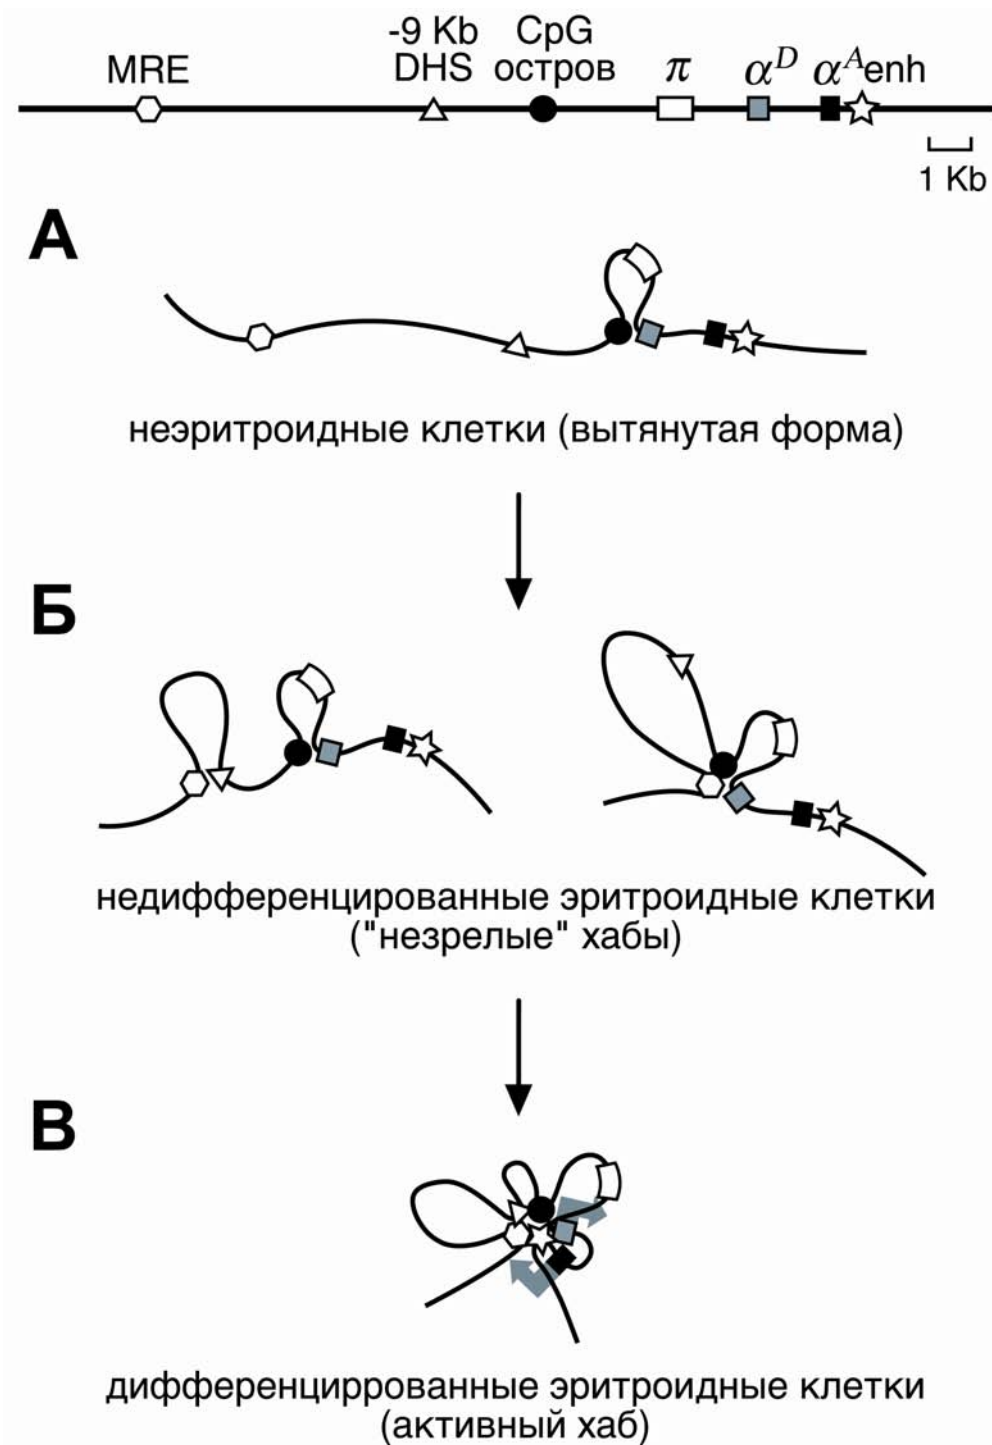 -9 Kb CpG
MRE DHS остров π α^D α^A enh
1 Kb
А
неэритроидные клетки (вытянутая форма)
Б
недифференцированные эритроидные клетки
("незрелые" хабы)
В
дифференциррованные эритроидные клетки
(активный хаб)